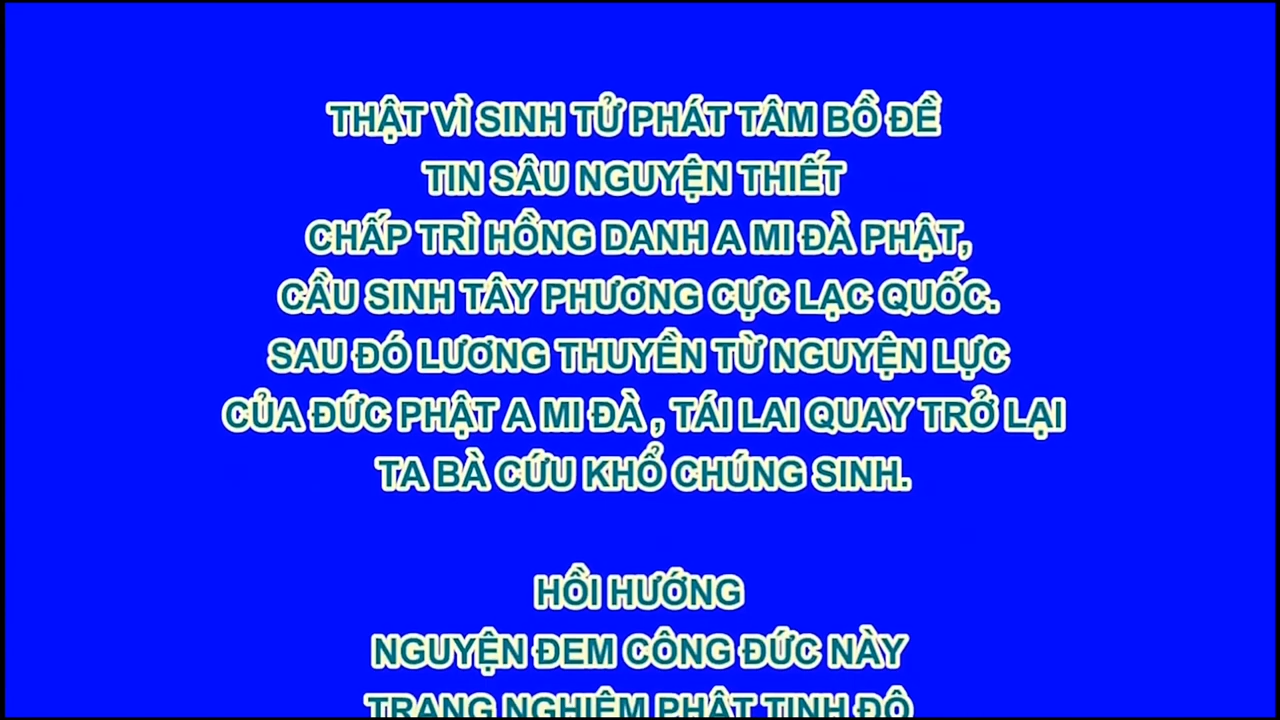 THẬT VÌ SINH TỬ PHÁT TÂM BỒ ĐỀ
TIN SÂU NGUYỆN THIẾT
CHẤP TRÌ HỒNG DANH A MI ĐÀ PHẬT,
CẦU SINH TÂY PHƯƠNG CỰC LẠC QUỐC.
SAU ĐÓ LƯƠNG THUYỀN TỪ NGUYỆN LỰC
CỦA ĐỨC PHẬT A MI ĐÀ , TÁI LAI QUAY TRỞ LẠI
TA BÀ CỨU KHỔ CHÚNG SINH.
HỒI HƯỚNG
NGUYỆN ĐEM CÔNG ĐỨC NÀY
TRANG NGHIÊM PHẬT TỊNH ĐỘ